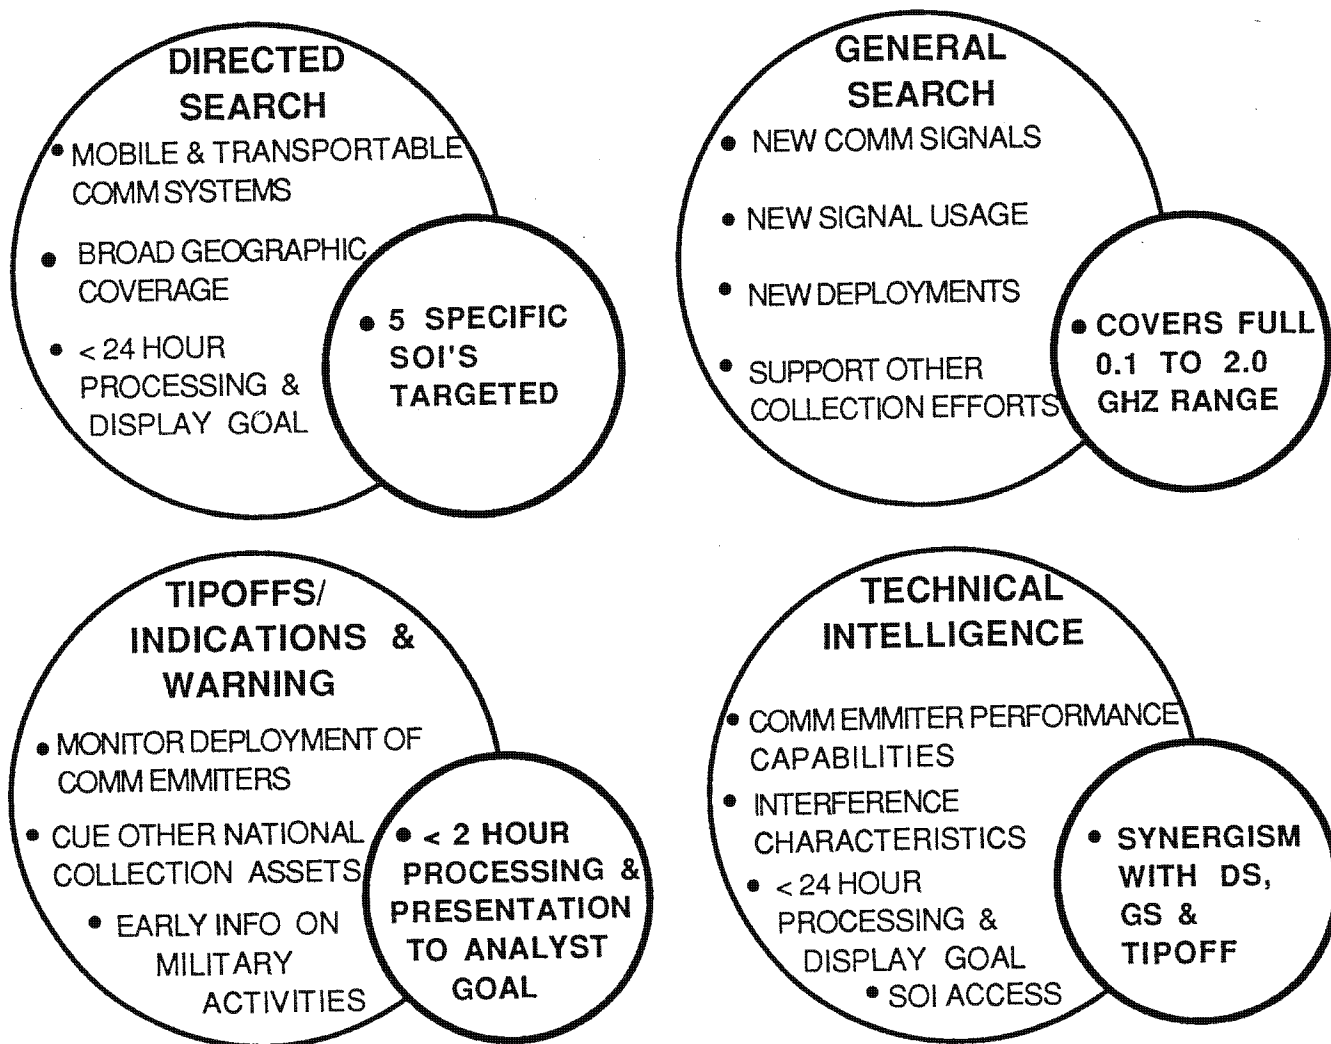 DIRECTED
SEARCH
• MOBILE & TRANSPORTABLE
COMM SYSTEMS
• BROAD GEOGRAPHIC
COVERAGE
• < 24 HOUR
PROCESSING &
DISPLAY GOAL
• 5 SPECIFIC
SOI'S
TARGETED
GENERAL
SEARCH
• NEW COMM SIGNALS
• NEW SIGNAL USAGE
• NEW DEPLOYMENTS
• SUPPORT OTHER
COLLECTION EFFORTS
• COVERS FULL
0.1 TO 2.0
GHZ RANGE
TIPOFFS/
INDICATIONS &
WARNING
• MONITOR DEPLOYMENT OF
COMM EMMITERS
• CUE OTHER NATIONAL
COLLECTION ASSETS
• EARLY INFO ON
MILITARY
ACTIVITIES
• < 2 HOUR
PROCESSING &
PRESENTATION
TO ANALYST
GOAL
TECHNICAL
INTELLIGENCE
• COMM EMMITER PERFORMANCE
CAPABILITIES
• INTERFERENCE
CHARACTERISTICS
• < 24 HOUR
PROCESSING &
DISPLAY GOAL
• SOI ACCESS
• SYNERGISM
WITH DS,
GS &
TIPOFF